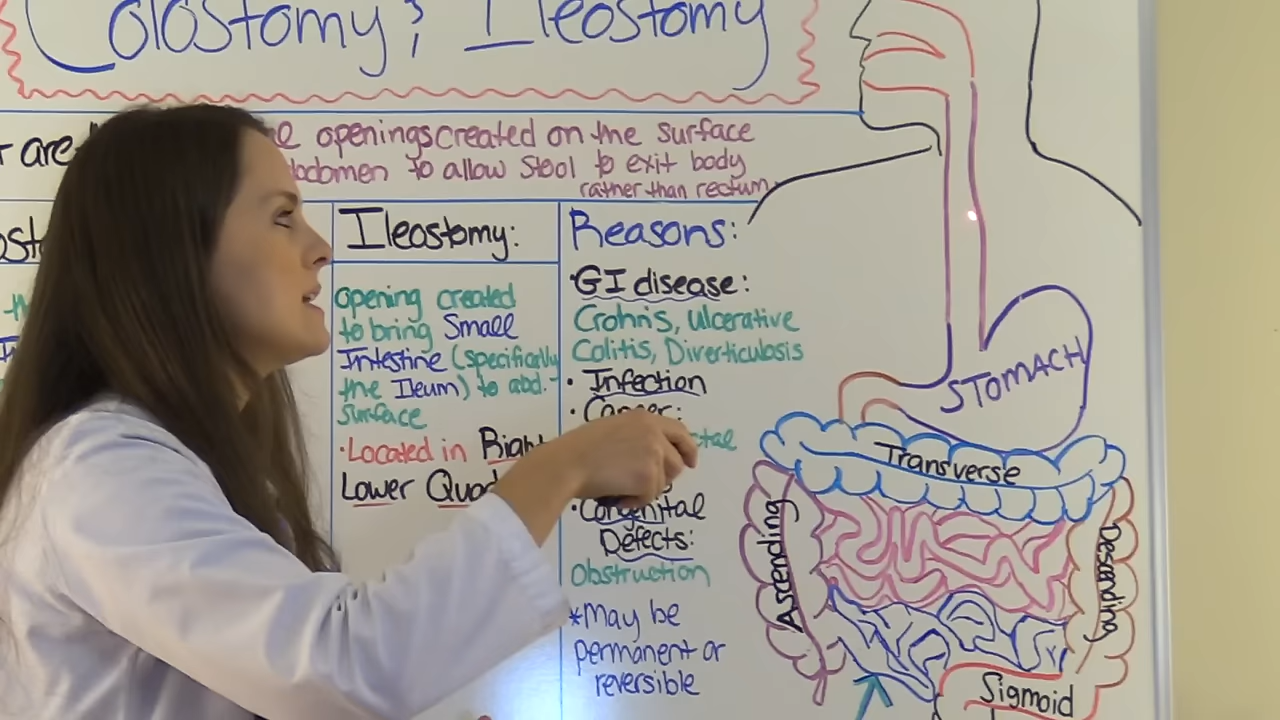 Colostomy & Ileostomy
are
openings created on the surface
abdomen to allow stool to exit body
rather than rectum.
Ileostomy:
opening created
to bring Small
Intestine (specifically
the Ileum) to abd.
surface
·Located in Right
Lower Quad
Reasons:
·GI disease:
Crohn's, ulcerative
Colitis, Diverticulosis
· Infection
· Cancer:
·Congenital
Defects:
Obstruction
*May be
permanent or
reversible
STOMACH
Transverse
Ascending
Descending
Sigmoid